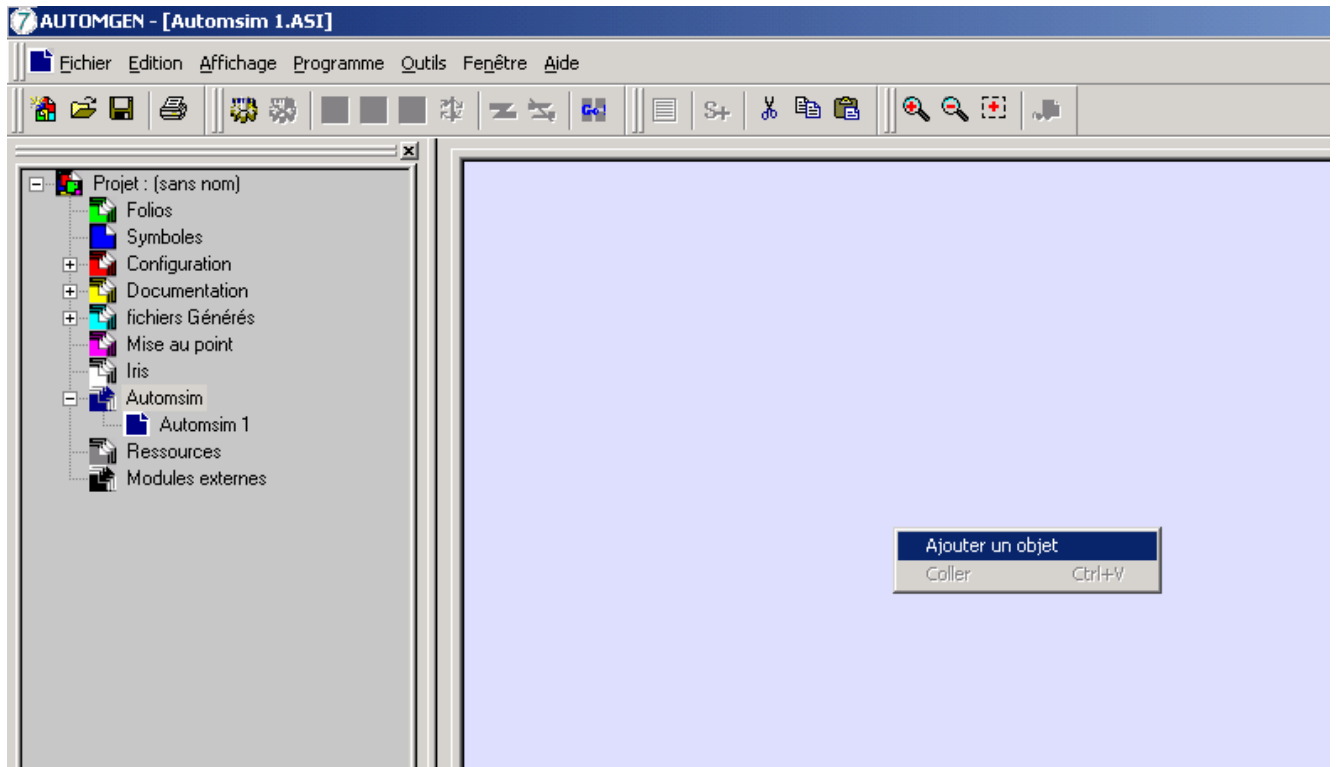 AUTOMGEN - [Automsim 1.ASI]
Fichier Edition Affichage Programme Outils Fenêtre Aide
Go! S+
Projet : (sans nom)
Folios
Symboles
Configuration
Documentation
fichiers Générés
Mise au point
Iris
Automsim
Automsim 1
Ressources
Modules externes
Ajouter un objet
Coller Ctrl+V